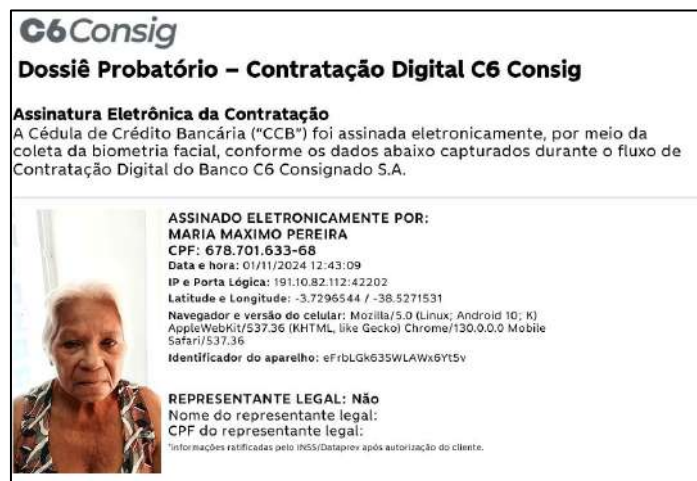 C6Consig
Dossiê Probatório – Contratação Digital C6 Consig
Assinatura Eletrônica da Contratação
A Cédula de Crédito Bancária ("CCB") foi assinada eletronicamente, por meio da
coleta da biometria facial, conforme os dados abaixo capturados durante o fluxo de
Contratação Digital do Banco C6 Consignado S.A.
ASSINADO ELETRONICAMENTE POR:
MARIA MAXIMO PEREIRA
CPF: 678.701.633-68
Data e hora: 01/11/2024 12:43:09
IP e Porta Lógica: 191.10.82.112:42202
Latitude e Longitude: -3.7296544 / -38.5271531
Navegador e versão do celular: Mozilla/5.0 (Linux; Android 10; K)
AppleWebKit/537.36 (KHTML, like Gecko) Chrome/130.0.0.0 Mobile
Safari/537.36
Identificador do aparelho: eFrbLGk63SWLAWx6Yt5v
REPRESENTANTE LEGAL: Não
Nome do representante legal:
CPF do representante legal:
*Informações ratificadas pelo INSS/Dataprev após autorização do cliente.